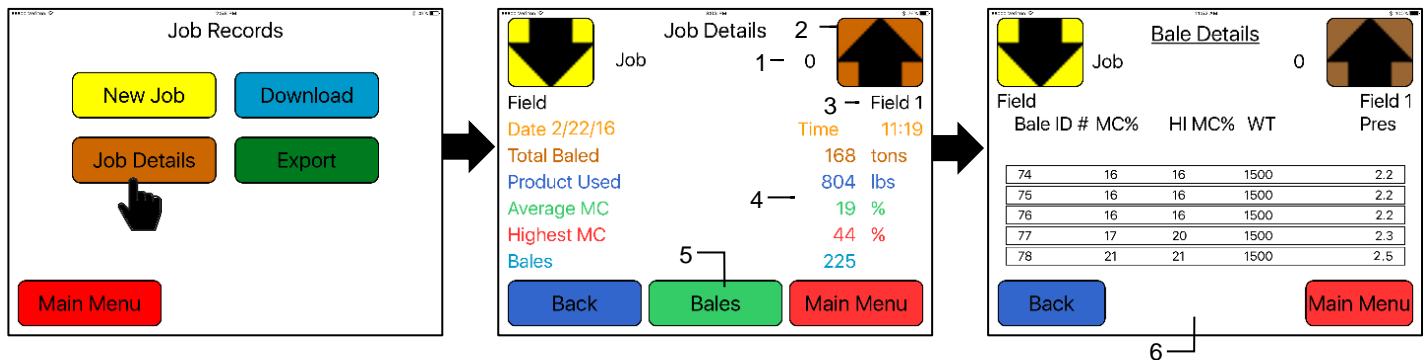 Job Records
New Job
Download
Job Details
Export
Main Menu
Job Details
2
Job
1
0
Field
3
Field 1
Date 2/22/16
Time
11:19
Total Baled
168 tons
Product Used
804 lbs
4
Average MC
19 %
Highest MC
44 %
5
Bales
225
Back
Bales
Main Menu
Bale Details
Job
0
Field
Field 1
Bale ID # MC% HI MC% WT Pres
74 16 16 1500 2.2
75 16 16 1500 2.2
76 16 16 1500 2.2
77 17 20 1500 2.3
78 21 21 1500 2.5
Back
Main Menu
6